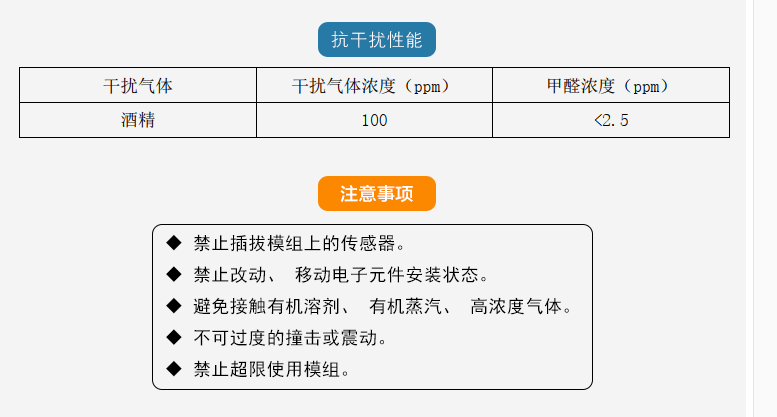 抗干扰性能
干扰气体 干扰气体浓度（ppm） 甲醛浓度（ppm）
酒精 100 <2.5
注意事项
◆ 禁止插拔模组上的传感器。
◆ 禁止改动、 移动电子元件安装状态。
◆ 避免接触有机溶剂、 有机蒸汽、 高浓度气体。
◆ 不可过度的撞击或震动。
◆ 禁止超限使用模组。